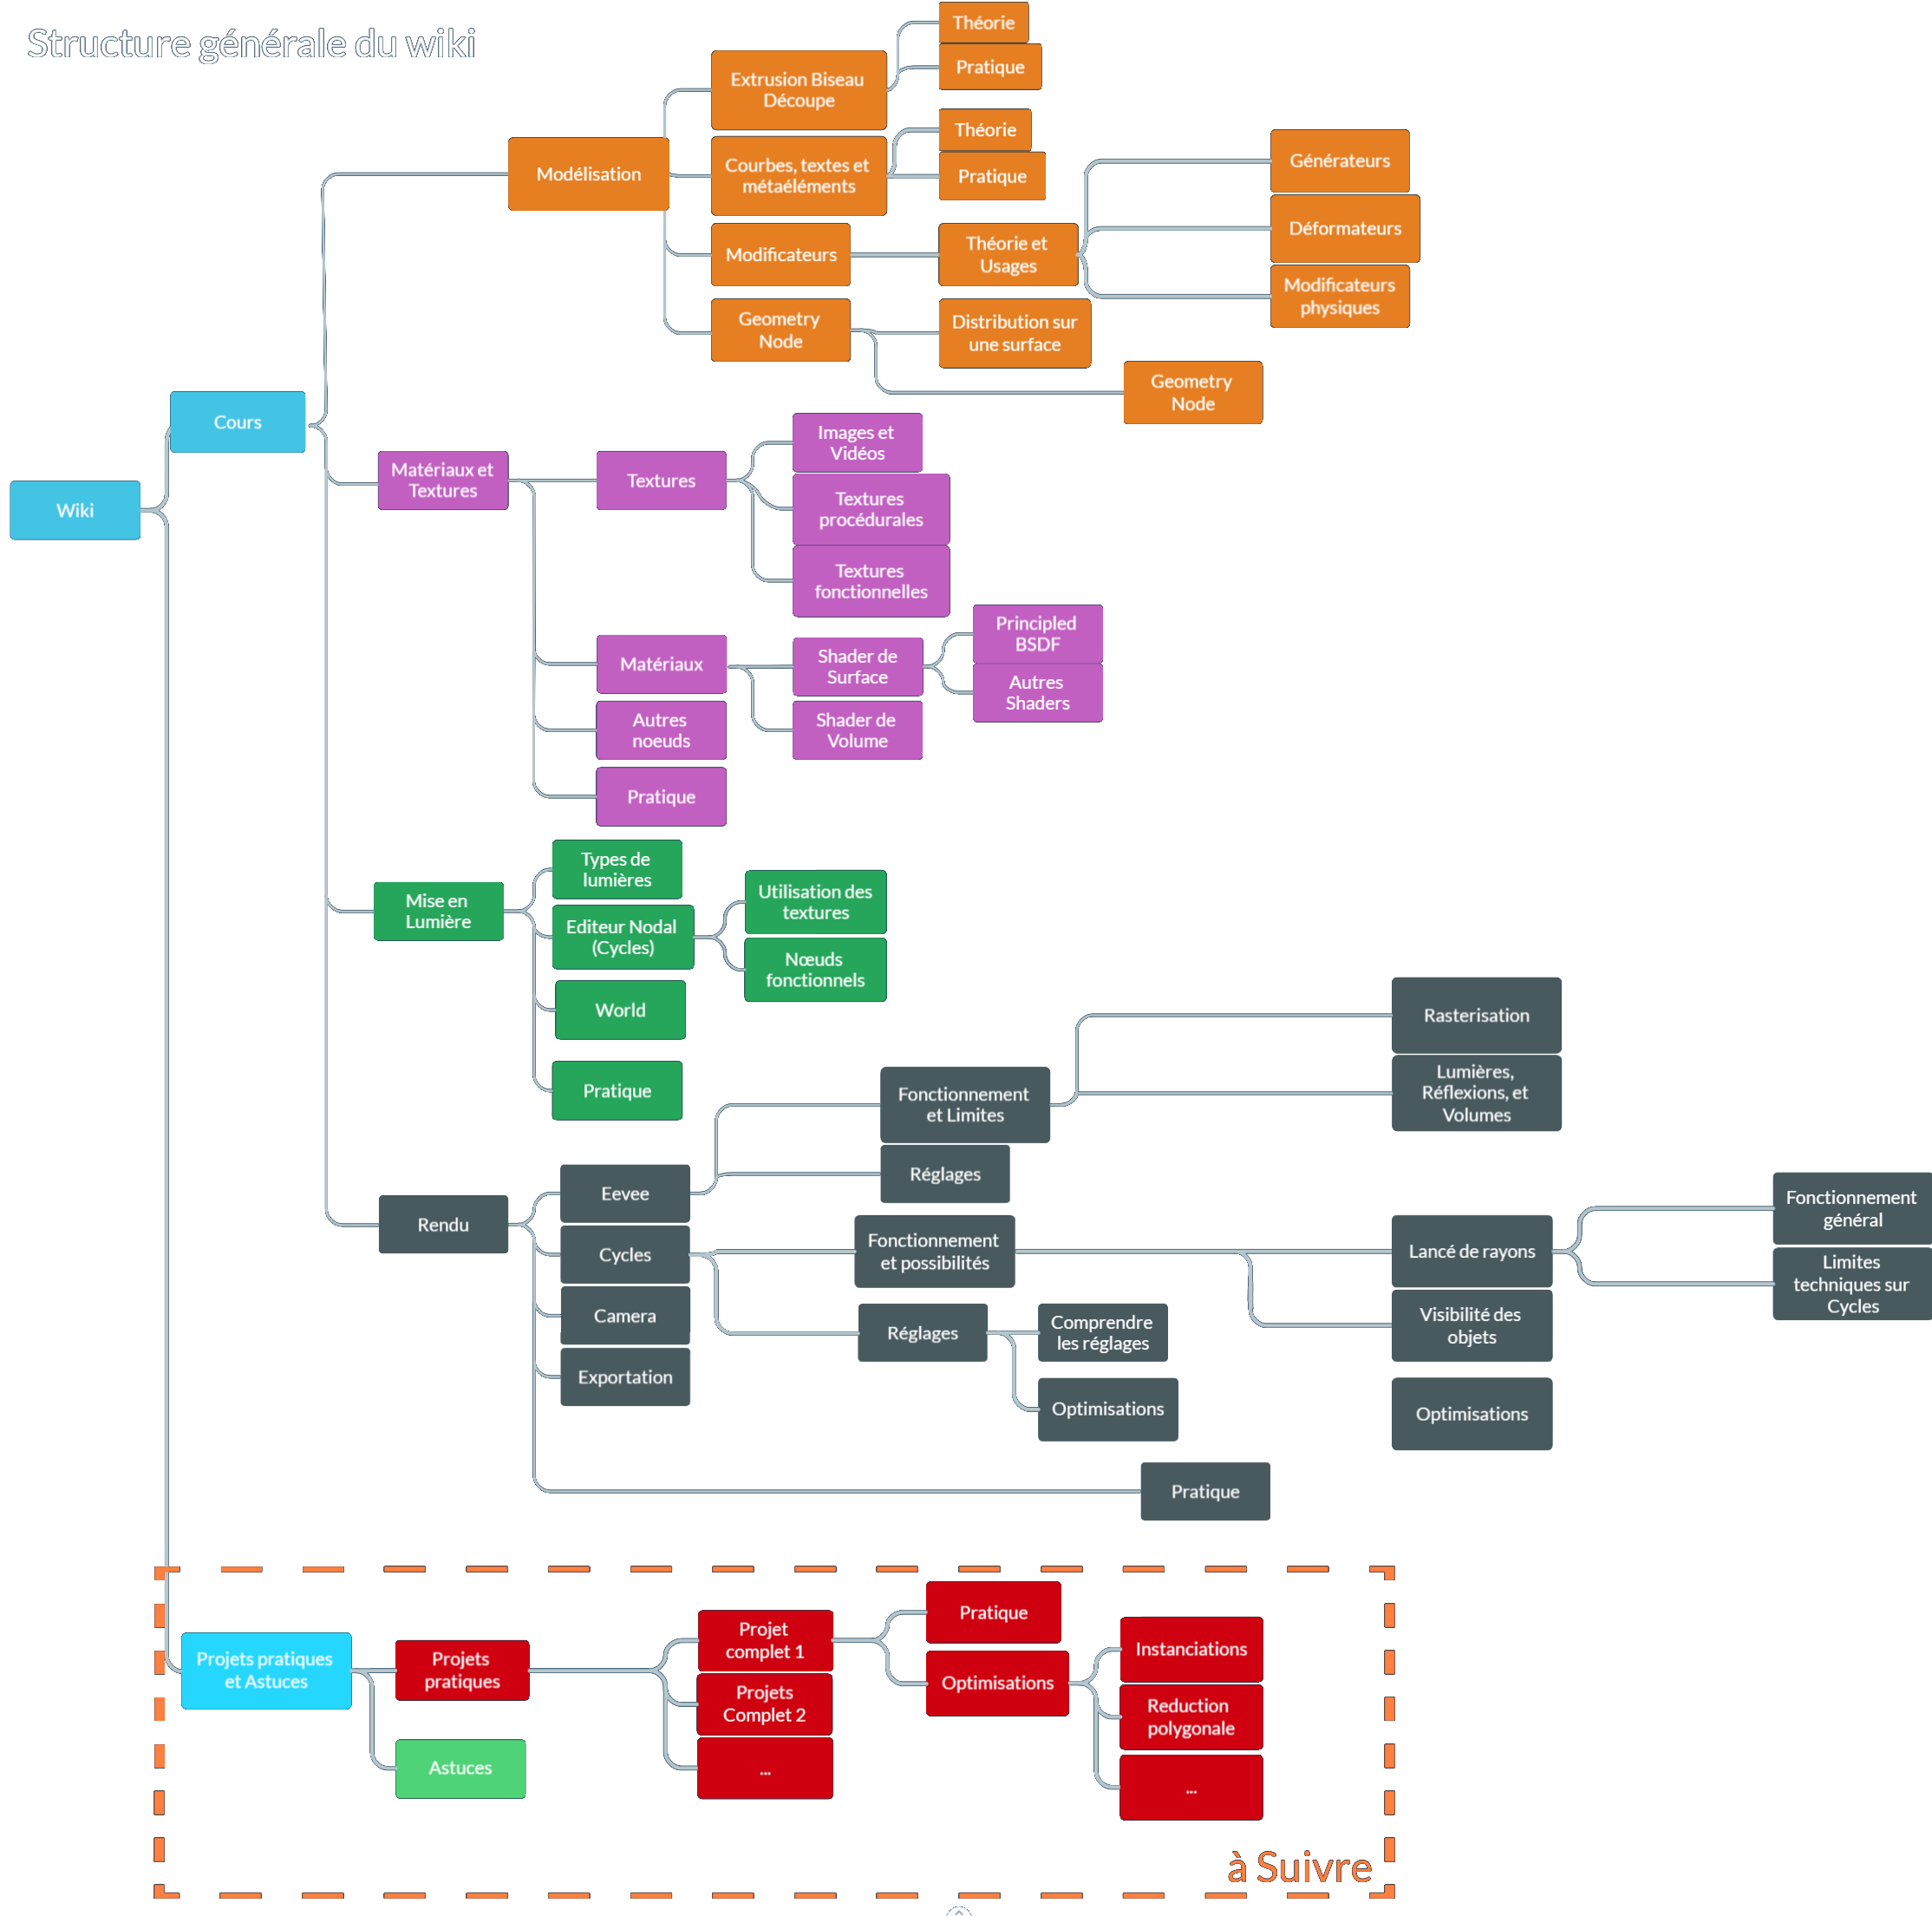 Structure générale du wiki
Wiki
Cours
Modélisation
Extrusion Biseau
Découpe
Théorie
Pratique
Courbes, textes et
métaéléments
Théorie
Pratique
Modificateurs
Théorie et
Usages
Générateurs
Déformateurs
Modificateurs
physiques
Geometry
Node
Distribution sur
une surface
Geometry
Node
Matériaux et
Textures
Textures
Images et
Vidéos
Textures
procédurales
Textures
fonctionnelles
Matériaux
Shader de
Surface
Principled
BSDF
Autres
Shaders
Shader de
Volume
Autres
noeuds
Pratique
Mise en
Lumière
Types de
lumières
Editeur Nodal
(Cycles)
Utilisation des
textures
Nœuds
fonctionnels
World
Pratique
Rendu
Eevee
Fonctionnement
et Limites
Rasterisation
Lumières,
Réflexions, et
Volumes
Réglages
Cycles
Fonctionnement
et possibilités
Lancé de rayons
Fonctionnement
général
Limites
techniques sur
Cycles
Visibilité des
objets
Optimisations
Réglages
Comprendre
les réglages
Optimisations
Camera
Exportation
Pratique
Projets pratiques
et Astuces
Projets
pratiques
Projet
complet 1
Pratique
Optimisations
Instanciations
Reduction
polygonale
...
Projets
Complet 2
...
Astuces
à Suivre